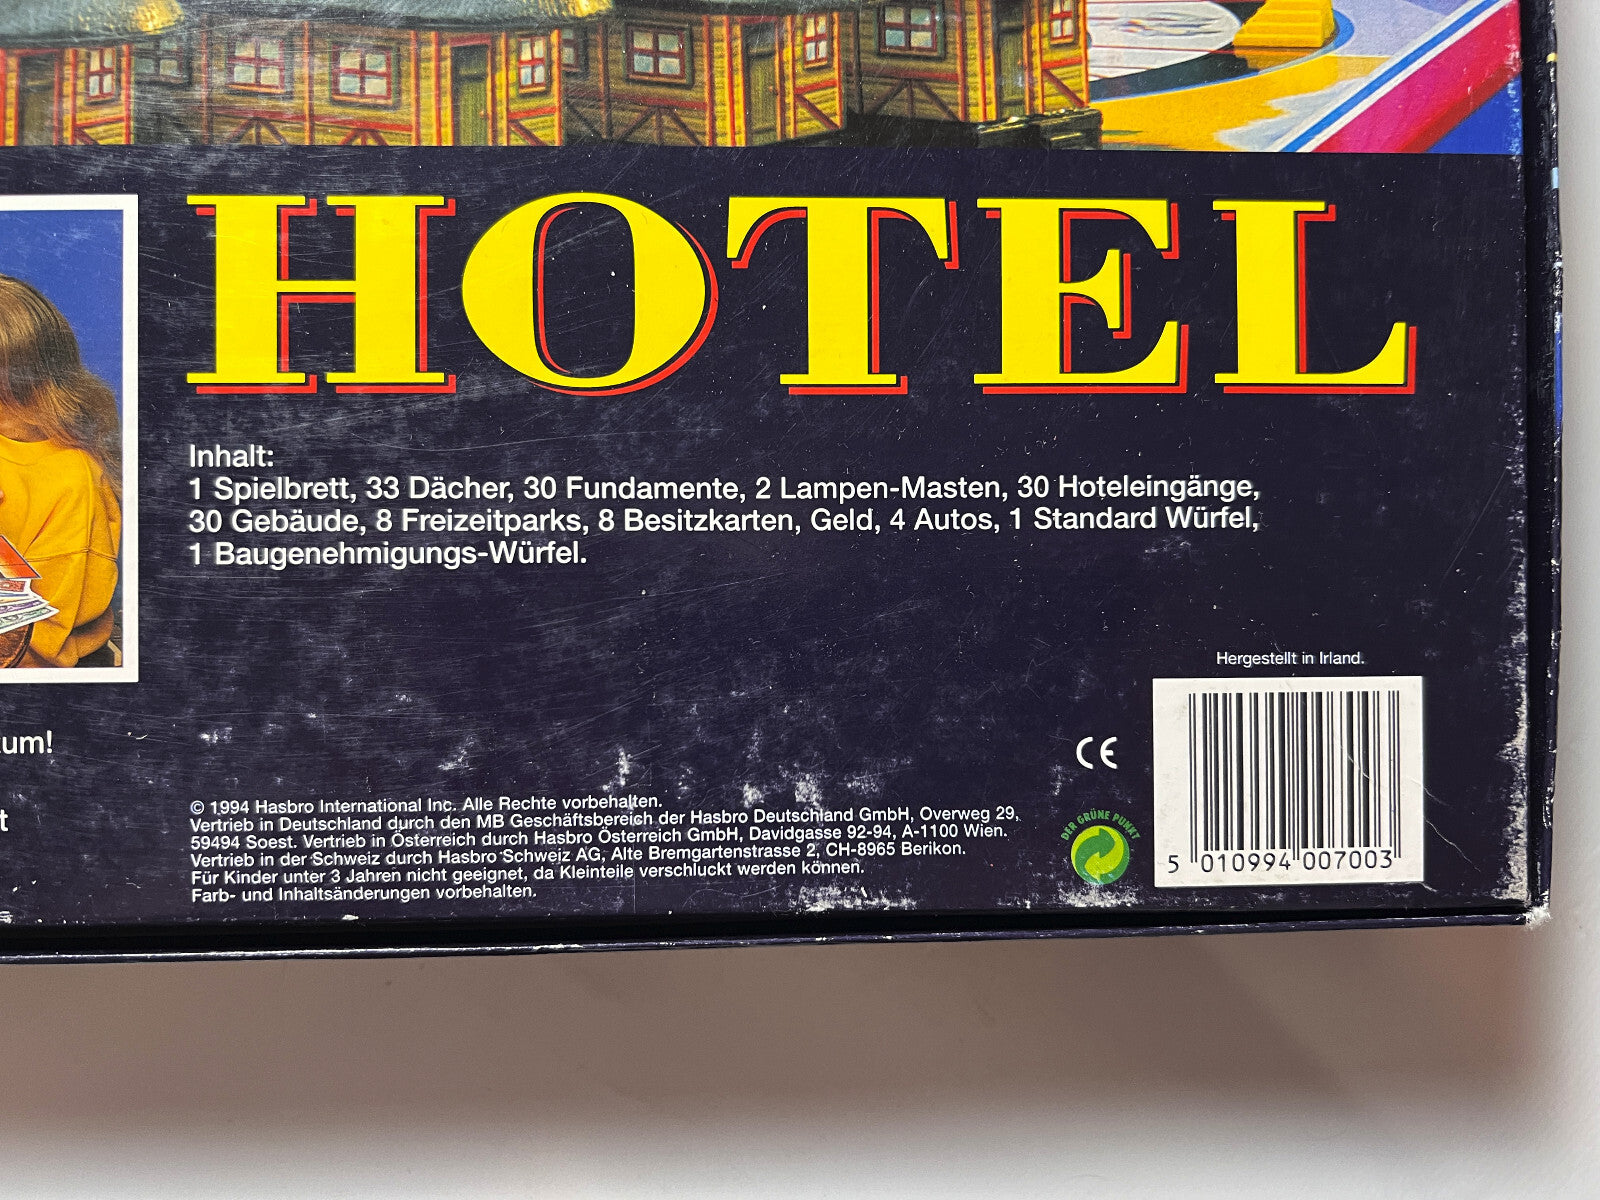 HOTEL
Inhalt:
1 Spielbrett, 33 Dächer, 30 Fundamente, 2 Lampen-Masten, 30 Hoteleingänge,
30 Gebäude, 8 Freizeitparks, 8 Besitzkarten, Geld, 4 Autos, 1 Standard Würfel,
1 Baugenehmigungs-Würfel.
Hergestellt in Irland.
CE
DER GRÜNE PUNKT
5 010994 007003
© 1994 Hasbro International Inc. Alle Rechte vorbehalten.
Vertrieb in Deutschland durch den MB Geschäftsbereich der Hasbro Deutschland GmbH, Overweg 29,
59494 Soest. Vertrieb in Österreich durch Hasbro Österreich GmbH, Davidgasse 92-94, A-1100 Wien.
Vertrieb in der Schweiz durch Hasbro Schweiz AG, Alte Bremgartenstrasse 2, CH-8965 Berikon.
Für Kinder unter 3 Jahren nicht geeignet, da Kleinteile verschluckt werden können.
Farb- und Inhaltsänderungen vorbehalten.